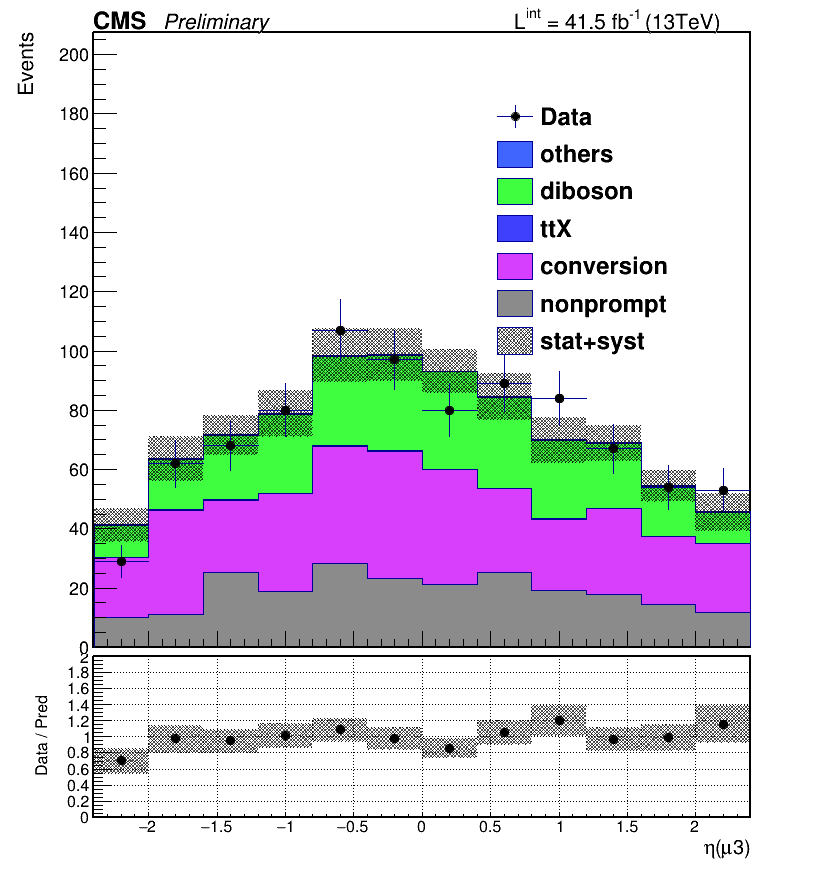 CMS Preliminary L^int = 41.5 fb^-1 (13TeV)
Events
200
180
160
140
120
100
80
60
40
20
0
Data
others
diboson
ttX
conversion
nonprompt
stat+syst
Data / Pred
2
1.8
1.6
1.4
1.2
1
0.8
0.6
0.4
0.2
0
−2 −1.5 −1 −0.5 0 0.5 1 1.5 2
η(μ3)